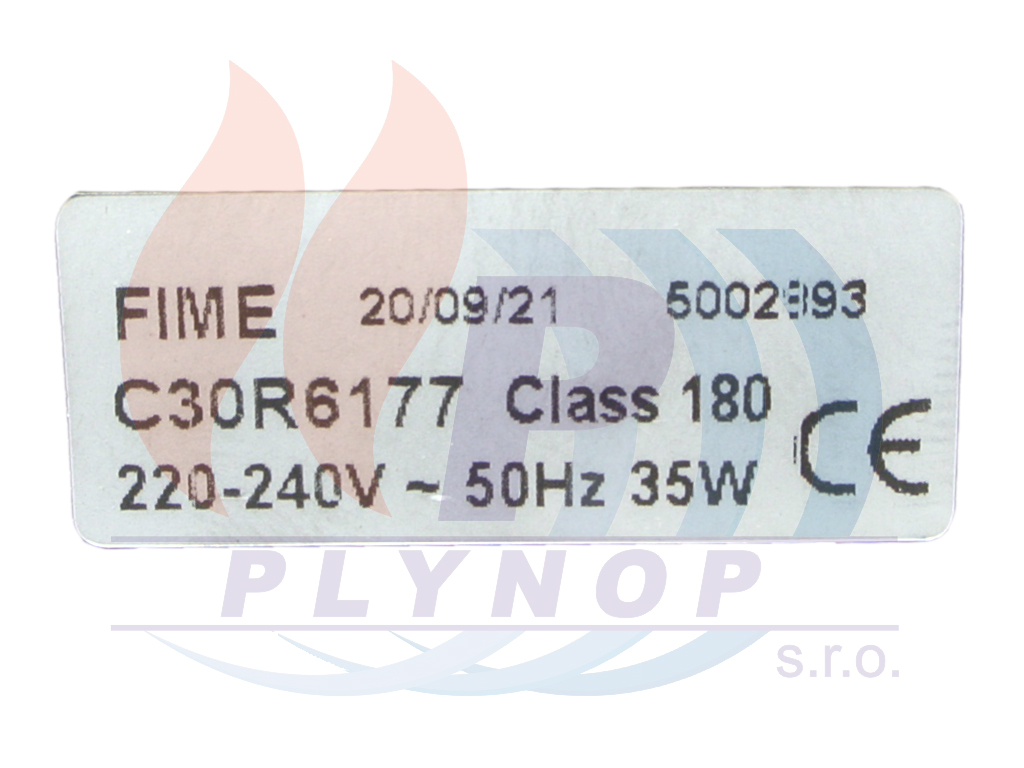 FIME 20/09/21
C30R6177 Class 180
220-240V ~ 50Hz 35W CE
PLYNOP
s.r.o.